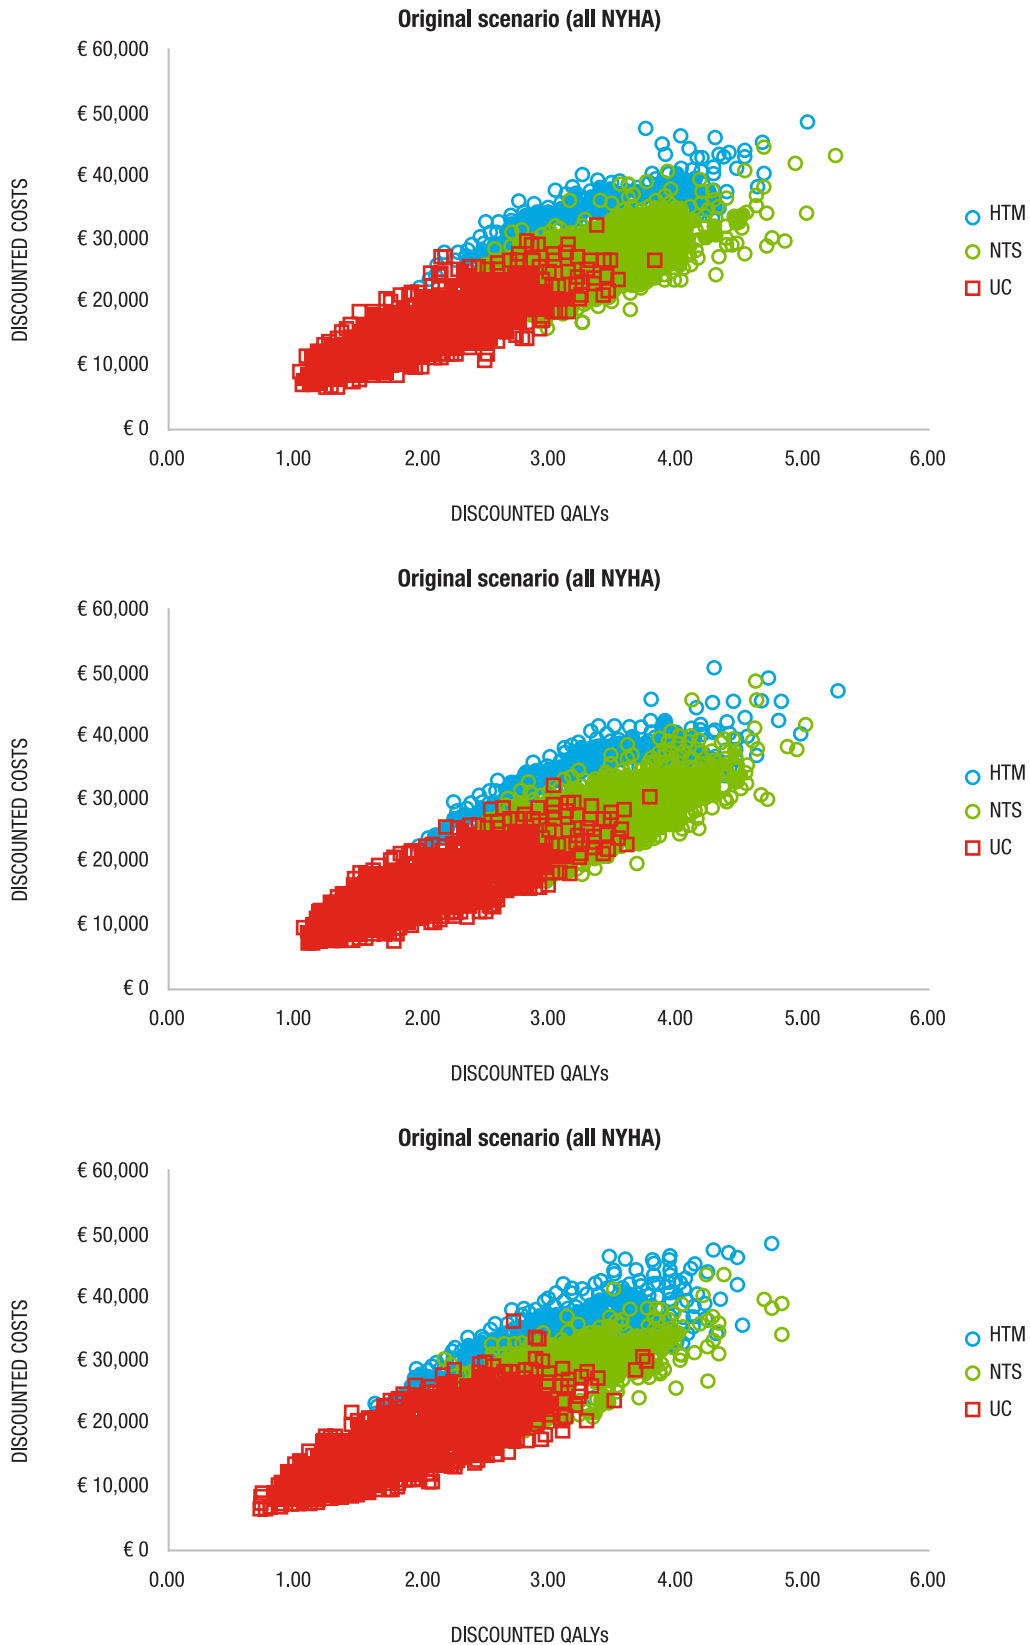 Original scenario (all NYHA)
€ 60,000
€ 50,000
€ 40,000
€ 30,000
€ 20,000
€ 10,000
€ 0
DISCOUNTED COSTS
0.00 1.00 2.00 3.00 4.00 5.00 6.00
DISCOUNTED QALYs
HTM
NTS
UC
Original scenario (all NYHA)
€ 60,000
€ 50,000
€ 40,000
€ 30,000
€ 20,000
€ 10,000
€ 0
DISCOUNTED COSTS
0.00 1.00 2.00 3.00 4.00 5.00 6.00
DISCOUNTED QALYs
HTM
NTS
UC
Original scenario (all NYHA)
€ 60,000
€ 50,000
€ 40,000
€ 30,000
€ 20,000
€ 10,000
€ 0
DISCOUNTED COSTS
0.00 1.00 2.00 3.00 4.00 5.00 6.00
DISCOUNTED QALYs
HTM
NTS
UC